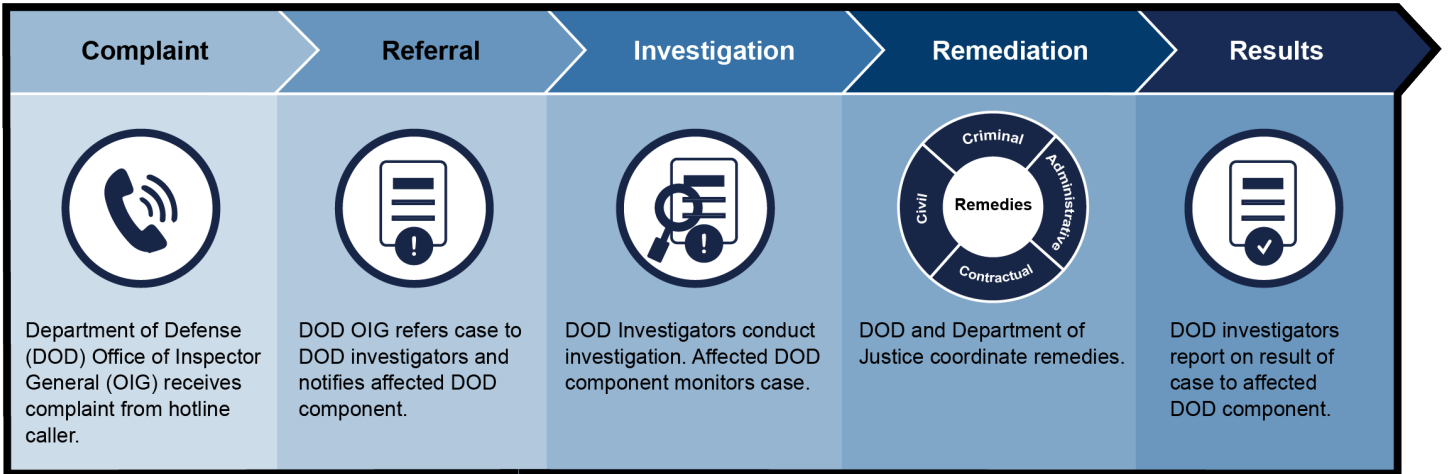 Complaint
Referral
Investigation
Remediation
Results
Department of Defense
(DOD) Office of Inspector
General (OIG) receives
complaint from hotline
caller.
DOD OIG refers case to
DOD investigators and
notifies affected DOD
component.
DOD Investigators conduct
investigation. Affected DOD
component monitors case.
Criminal
Administrative
Contractual
Civil
Remedies
DOD and Department of
Justice coordinate remedies.
DOD investigators
report on result of
case to affected
DOD component.